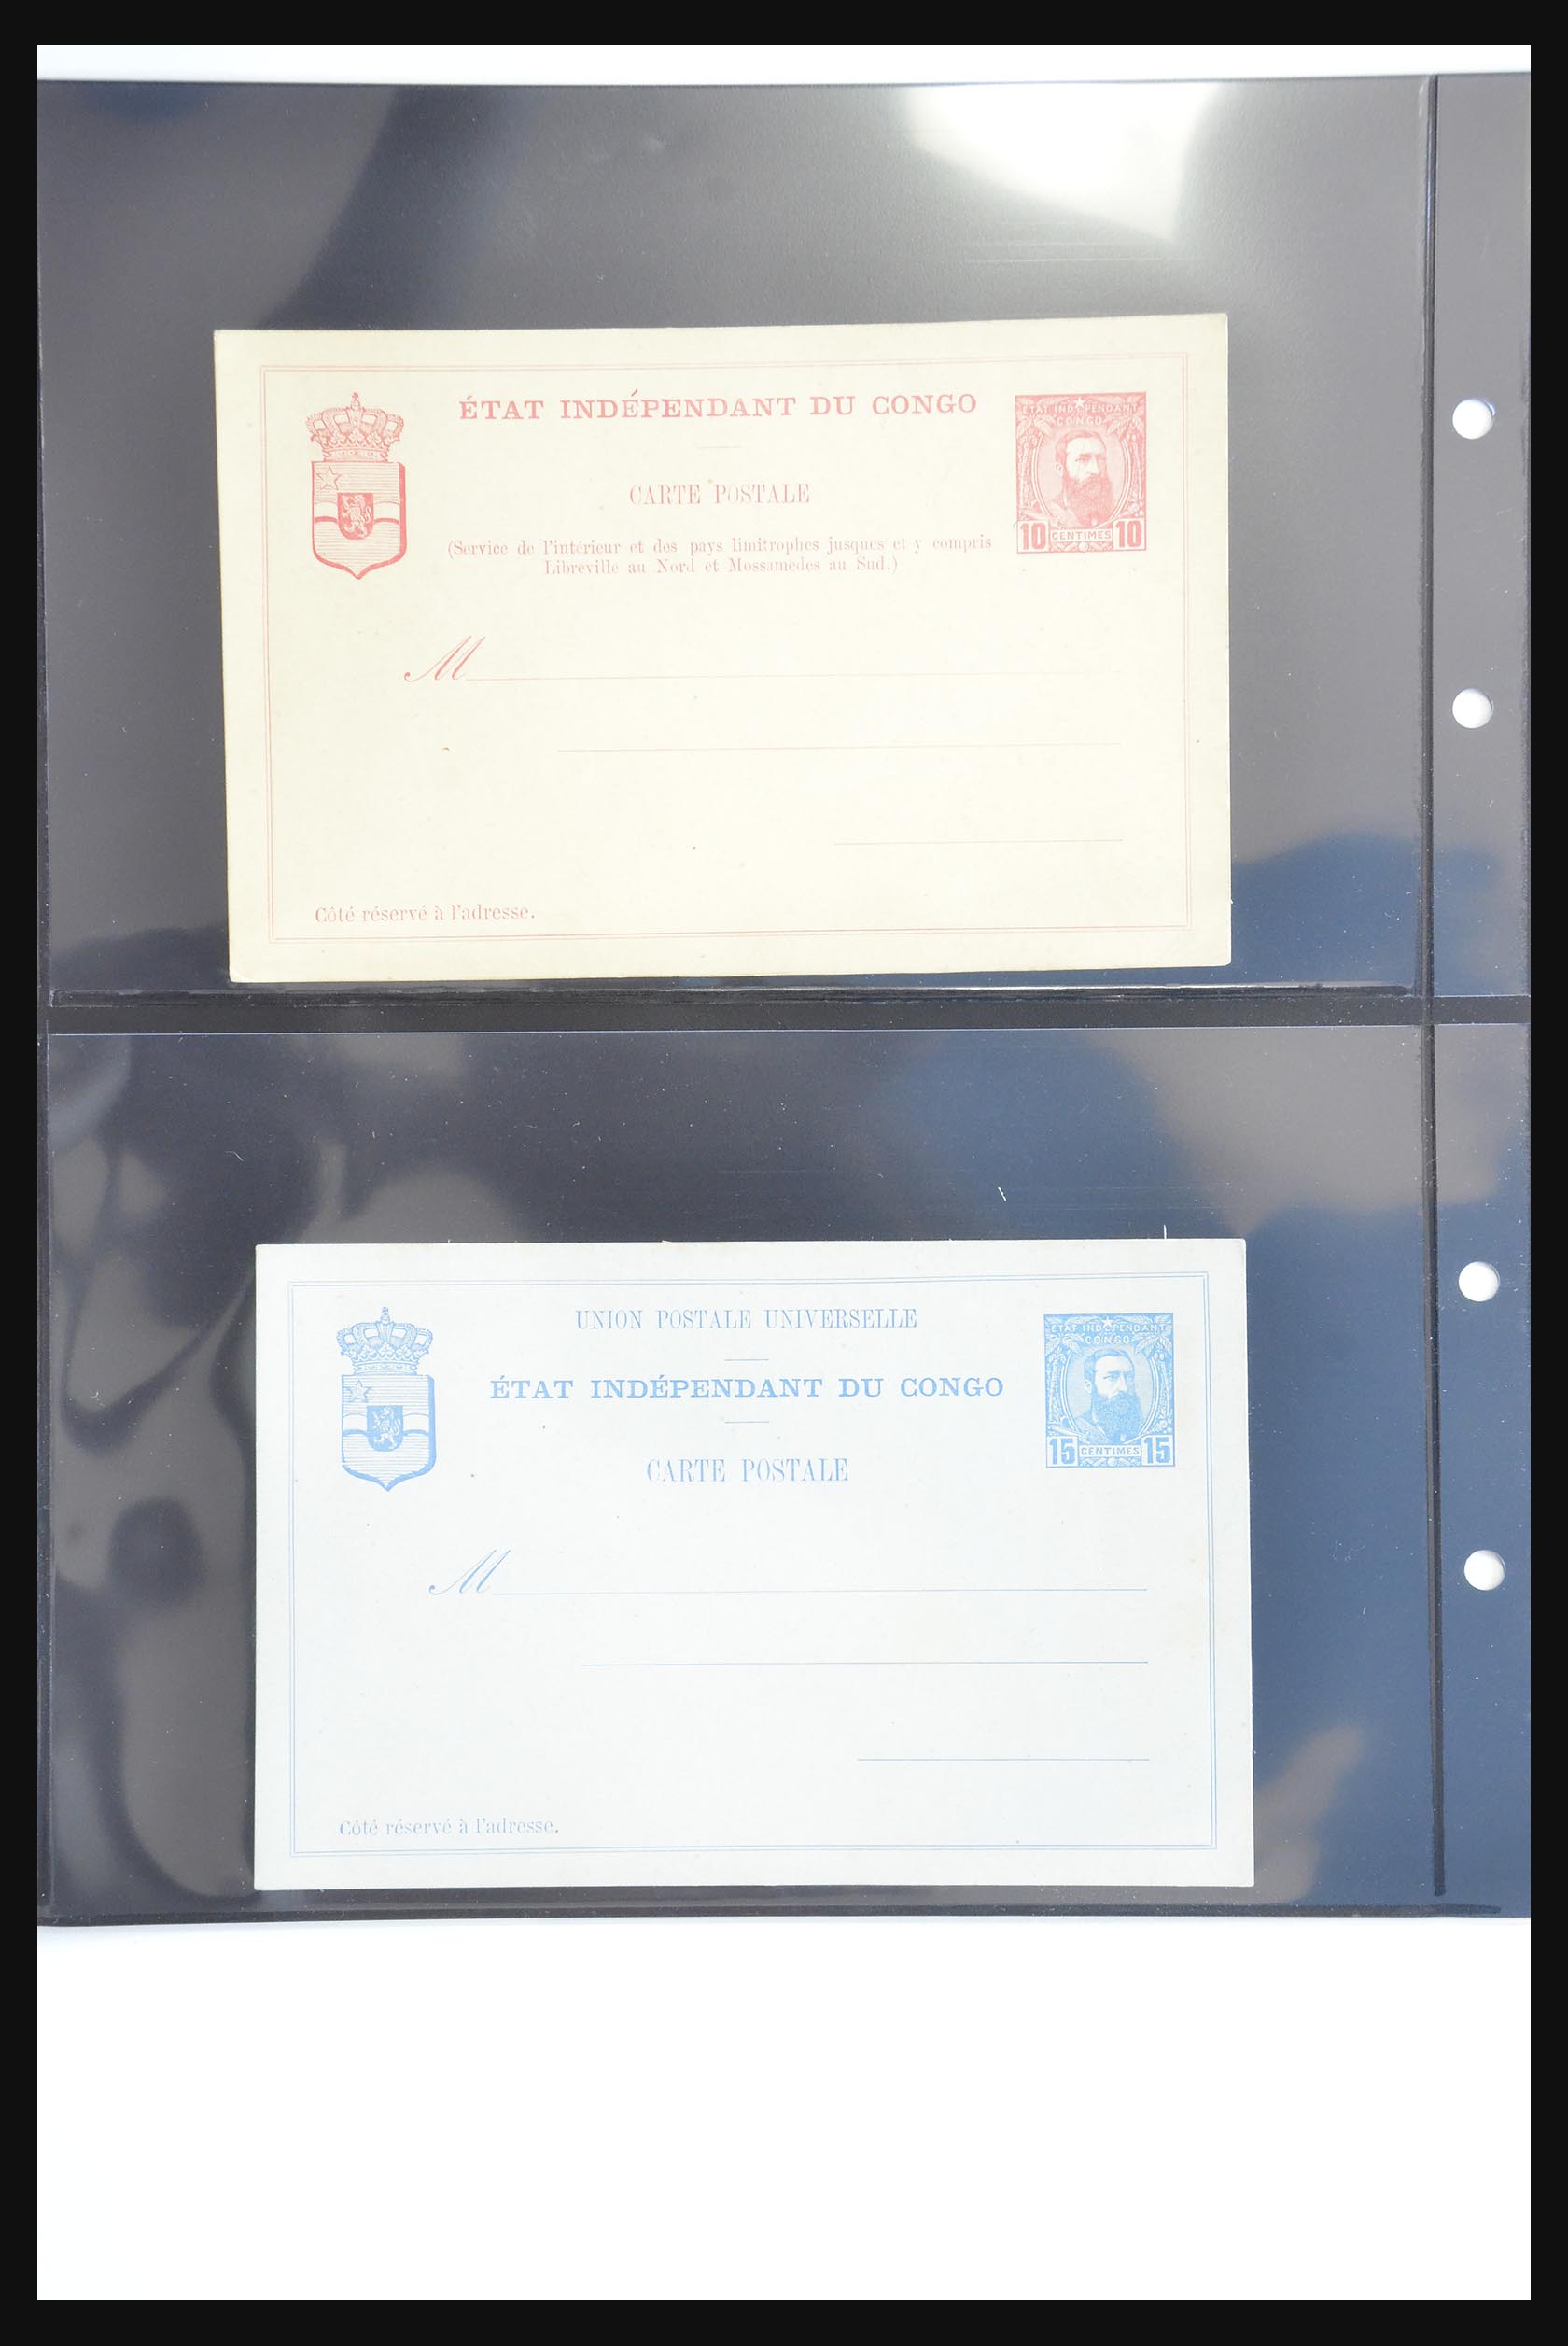 ÉTAT INDÉPENDANT DU CONGO
ETAT INDEPENDANT
CONGO
CARTE POSTALE
10 CENTIMES 10
(Service de l'intérieur et des pays limitrophes jusques et y compris
Libreville au Nord et Mossamedes au Sud.)
M
Côté réservé à l'adresse.
UNION POSTALE UNIVERSELLE
ETAT INDEPENDANT
CONGO
ÉTAT INDÉPENDANT DU CONGO
15 CENTIMES 15
CARTE POSTALE
M
Côté réservé à l'adresse.